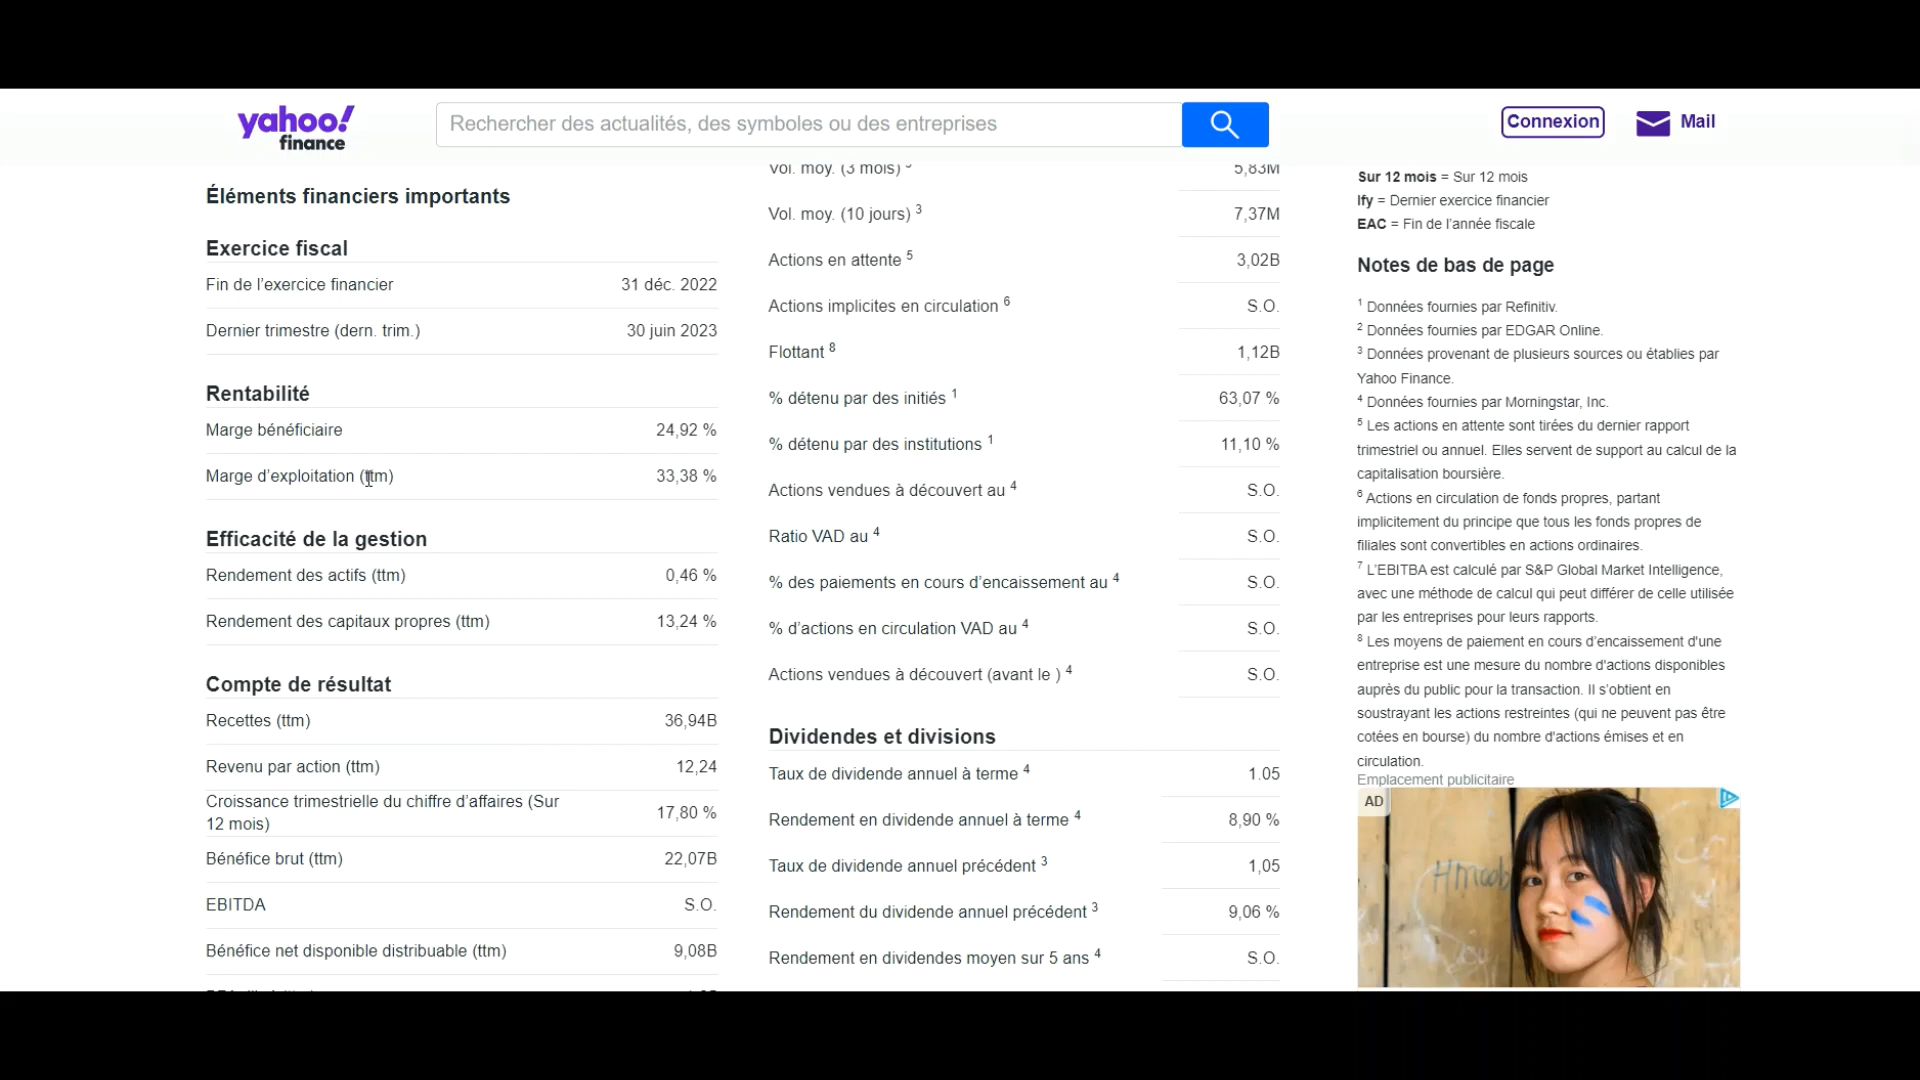 yahoo!
finance
Rechercher des actualités, des symboles ou des entreprises
Connexion
Mail
Éléments financiers importants
Exercice fiscal
Fin de l'exercice financier 31 déc. 2022
Dernier trimestre (dern. trim.) 30 juin 2023
Rentabilité
Marge bénéficiaire 24,92 %
Marge d'exploitation (ttm) 33,38 %
Efficacité de la gestion
Rendement des actifs (ttm) 0,46 %
Rendement des capitaux propres (ttm) 13,24 %
Compte de résultat
Recettes (ttm) 36,94B
Revenu par action (ttm) 12,24
Croissance trimestrielle du chiffre d'affaires (Sur
12 mois) 17,80 %
Bénéfice brut (ttm) 22,07B
EBITDA S.O.
Bénéfice net disponible distribuable (ttm) 9,08B
Vol. moy. (3 mois) 3 5,83M
Vol. moy. (10 jours) 3 7,37M
Actions en attente 5 3,02B
Actions implicites en circulation 6 S.O.
Flottant 8 1,12B
% détenu par des initiés 1 63,07 %
% détenu par des institutions 1 11,10 %
Actions vendues à découvert au 4 S.O.
Ratio VAD au 4 S.O.
% des paiements en cours d'encaissement au 4 S.O.
% d'actions en circulation VAD au 4 S.O.
Actions vendues à découvert (avant le ) 4 S.O.
Dividendes et divisions
Taux de dividende annuel à terme 4 1.05
Rendement en dividende annuel à terme 4 8,90 %
Taux de dividende annuel précédent 3 1,05
Rendement du dividende annuel précédent 3 9,06 %
Rendement en dividendes moyen sur 5 ans 4 S.O.
Sur 12 mois = Sur 12 mois
lfy = Dernier exercice financier
EAC = Fin de l'année fiscale
Notes de bas de page
1 Données fournies par Refinitiv.
2 Données fournies par EDGAR Online.
3 Données provenant de plusieurs sources ou établies par
Yahoo Finance.
4 Données fournies par Morningstar, Inc.
5 Les actions en attente sont tirées du dernier rapport
trimestriel ou annuel. Elles servent de support au calcul de la
capitalisation boursière.
6 Actions en circulation de fonds propres, partant
implicitement du principe que tous les fonds propres de
filiales sont convertibles en actions ordinaires.
7 L'EBITBA est calculé par S&P Global Market Intelligence,
avec une méthode de calcul qui peut différer de celle utilisée
par les entreprises pour leurs rapports.
8 Les moyens de paiement en cours d'encaissement d'une
entreprise est une mesure du nombre d'actions disponibles
auprès du public pour la transaction. Il s'obtient en
soustrayant les actions restreintes (qui ne peuvent pas être
cotées en bourse) du nombre d'actions émises et en
circulation.
Emplacement publicitaire
AD